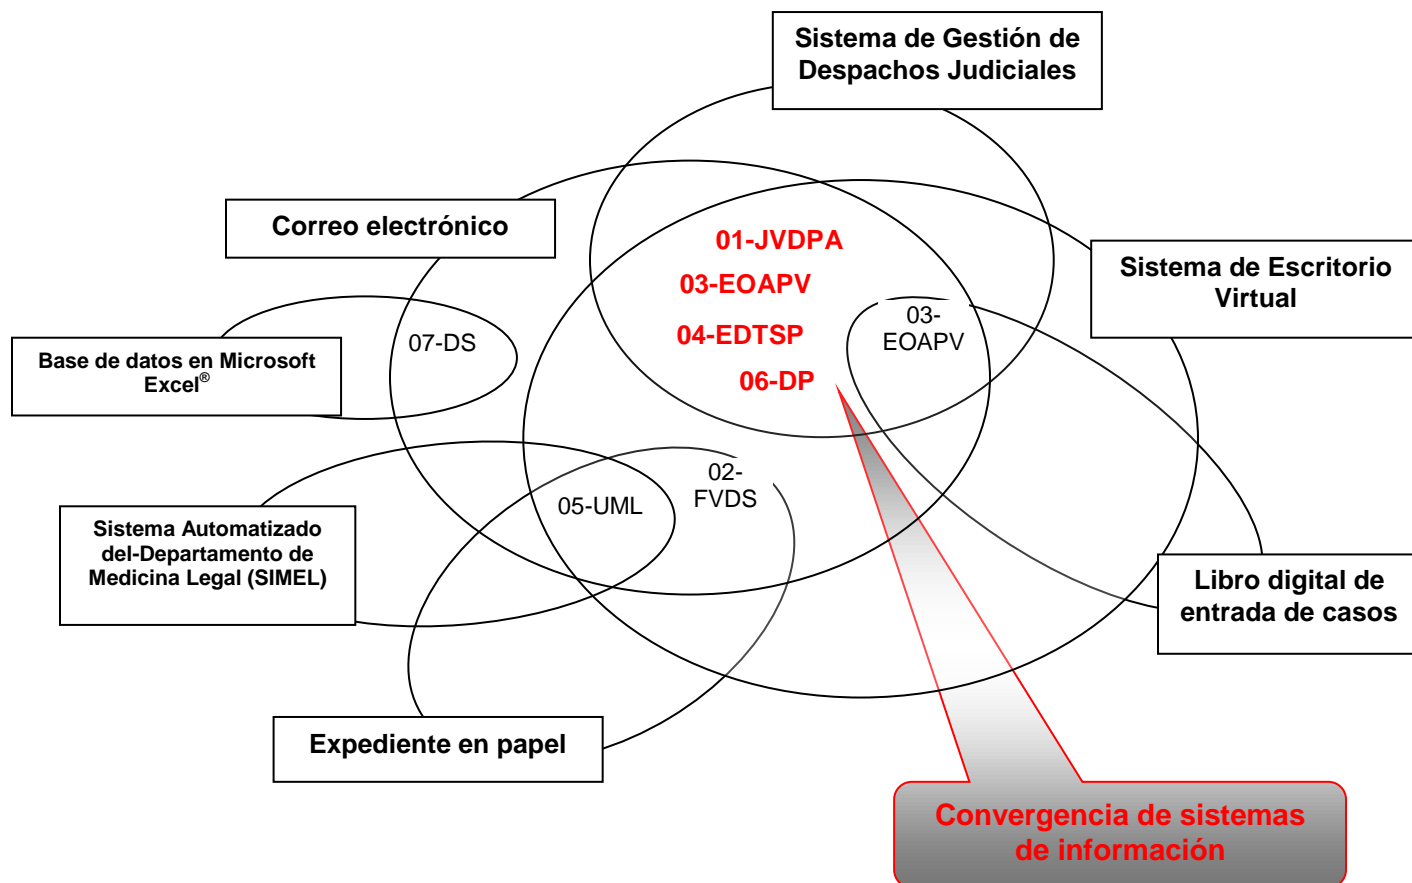 Sistema de Gestión de
Despachos Judiciales
Correo electrónico
01-JVDPA
Sistema de Escritorio
Virtual
03-EOAPV
03-
EOAPV
04-EDTSP
07-DS
Base de datos en Microsoft
Excel®
06-DP
02-
FVDS
05-UML
Sistema Automatizado
del-Departamento de
Medicina Legal (SIMEL)
Libro digital de
entrada de casos
Expediente en papel
Convergencia de sistemas
de información